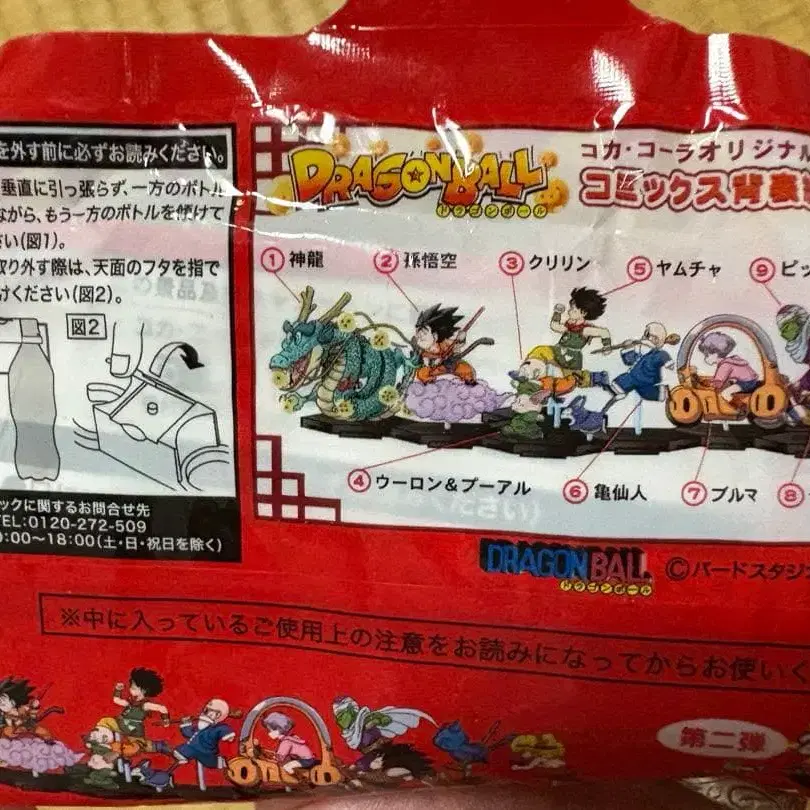 を外す前に必ずお読みください。
垂直に引っ張らず、一方のボトル
ながら、もう一方のボトルを傾けて
さい(図1)。
取り外す際は、天面のフタを指で
けください(図2)。
図2
ックに関するお問合せ先
TEL:0120-272-509
9:00〜18:00(土・日・祝日を除く)
DRAGONBALL
ドラゴンボール
コカ・コーラオリジナル
コミックス背表
① 神龍
② 孫悟空
③ クリリン
⑤ ヤムチャ
⑨ ピッ
④ ウーロン&プーアル
⑥ 亀仙人
⑦ ブルマ
⑧
DRAGONBALL
ドラゴンボール
©バードスタジオ
※中に入っているご使用上の注意をお読みになってからお使いく
第二弾